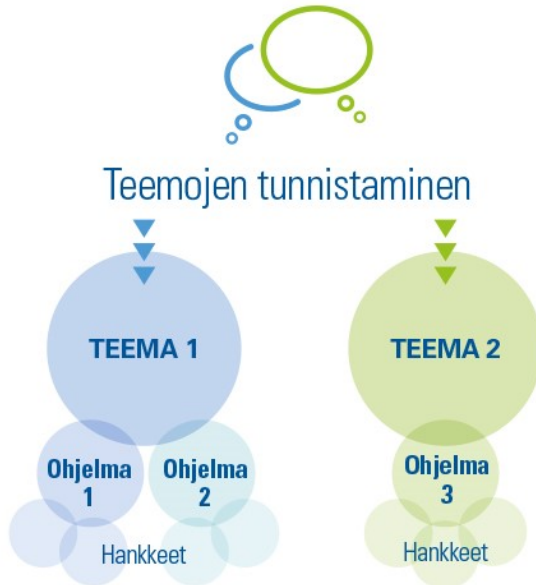 Teemojen tunnistaminen
TEEMA 1
TEEMA 2
Ohjelma
1
Ohjelma
2
Ohjelma
3
Hankkeet
Hankkeet